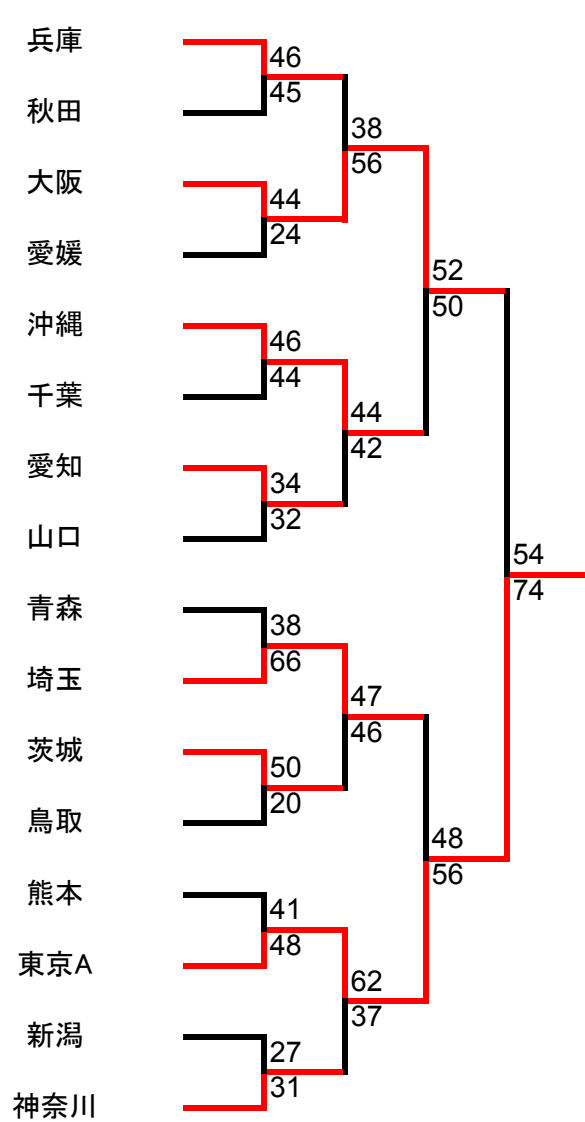 兵庫
46
45
秋田
38
56
大阪
44
24
愛媛
52
50
沖縄
46
44
千葉
44
42
愛知
34
32
山口
54
74
青森
38
66
埼玉
47
46
茨城
50
20
鳥取
48
56
熊本
41
48
東京A
62
37
新潟
27
31
神奈川